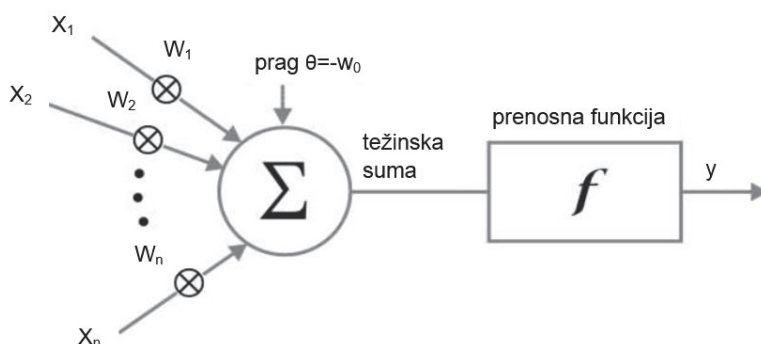 X1
W1
prag θ=-w0
X2
W2
težinska
suma
prenosna funkcija
Σ
f
y
Wn
Xn